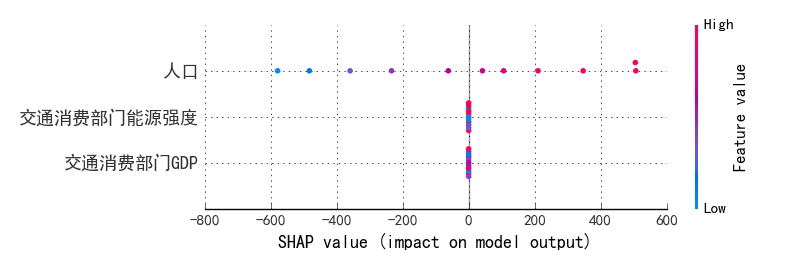 High
人口
交通消费部门能源强度
交通消费部门GDP
Feature value
Low
-800 -600 -400 -200 0 200 400 600
SHAP value (impact on model output)